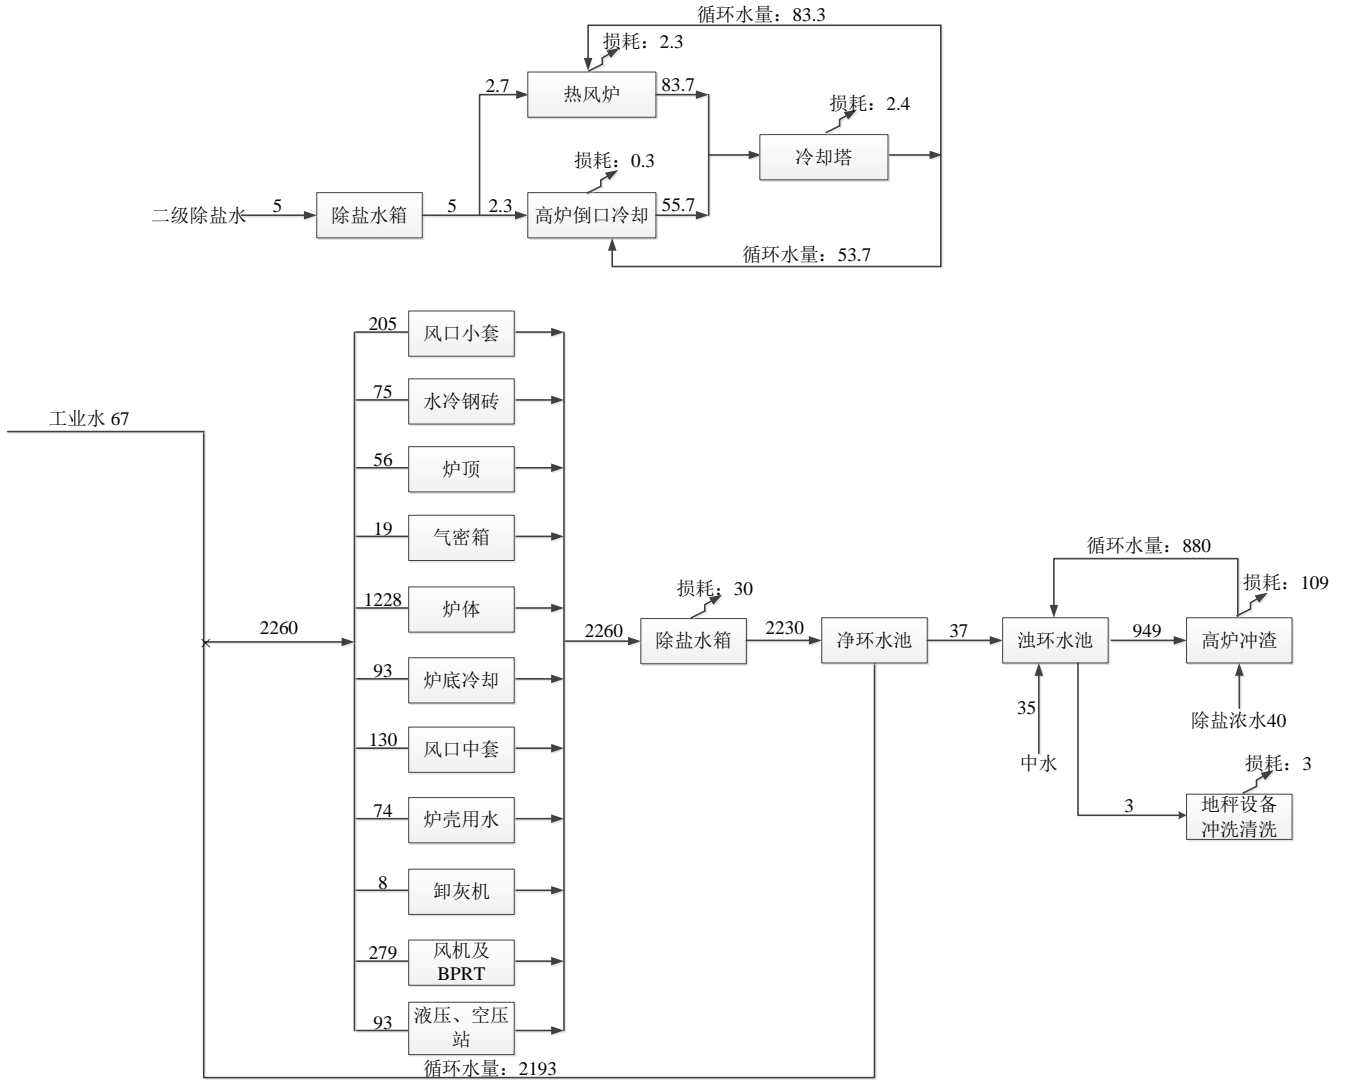 循环水量：83.3
损耗：2.3
2.7
热风炉
83.7
损耗：2.4
冷却塔
损耗：0.3
二级除盐水
5
除盐水箱
5
2.3
高炉倒口冷却
55.7
循环水量：53.7
205
风口小套
75
水冷钢砖
工业水 67
56
炉顶
19
气密箱
循环水量：880
损耗：30
损耗：109
1228
炉体
2260
2260
除盐水箱
2230
净环水池
37
浊环水池
949
高炉冲渣
93
炉底冷却
35
除盐浓水40
130
风口中套
中水
损耗：3
74
炉壳用水
3
地秤设备
冲洗清洗
8
卸灰机
279
风机及
BPRT
93
液压、空压
站
循环水量：2193